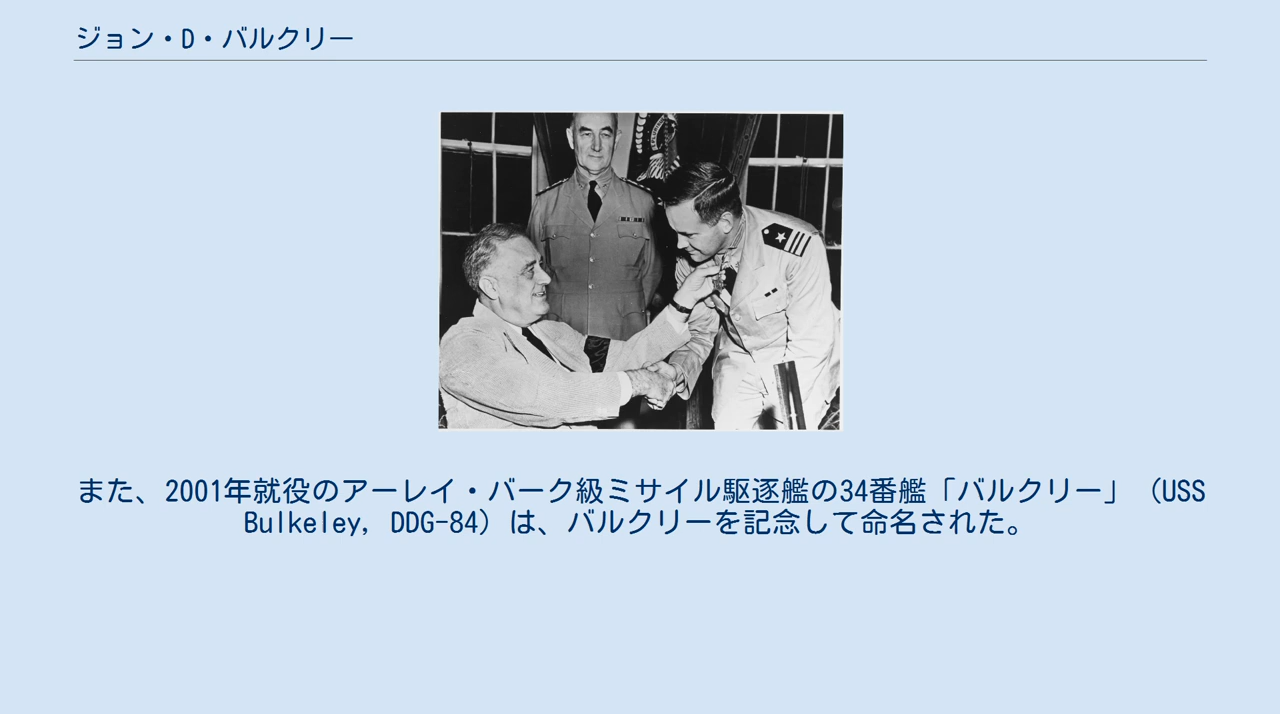 ジョン・D・バルクリー
また、2001年就役のアーレイ・バーク級ミサイル駆逐艦の34番艦「バルクリー」（USS
Bulkeley, DDG-84）は、バルクリーを記念して命名された。